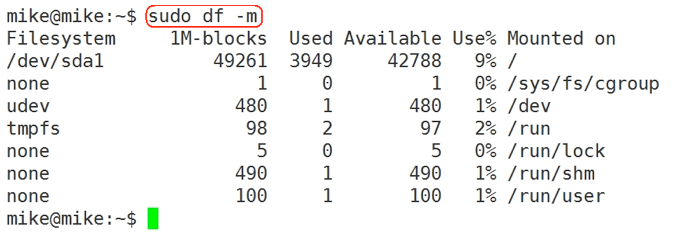 mike@mike:~$ sudo df -m
Filesystem 1M-blocks Used Available Use% Mounted on
/dev/sda1 49261 3949 42788 9% /
none 1 0 1 0% /sys/fs/cgroup
udev 480 1 480 1% /dev
tmpfs 98 2 97 2% /run
none 5 0 5 0% /run/lock
none 490 1 490 1% /run/shm
none 100 1 100 1% /run/user
mike@mike:~$